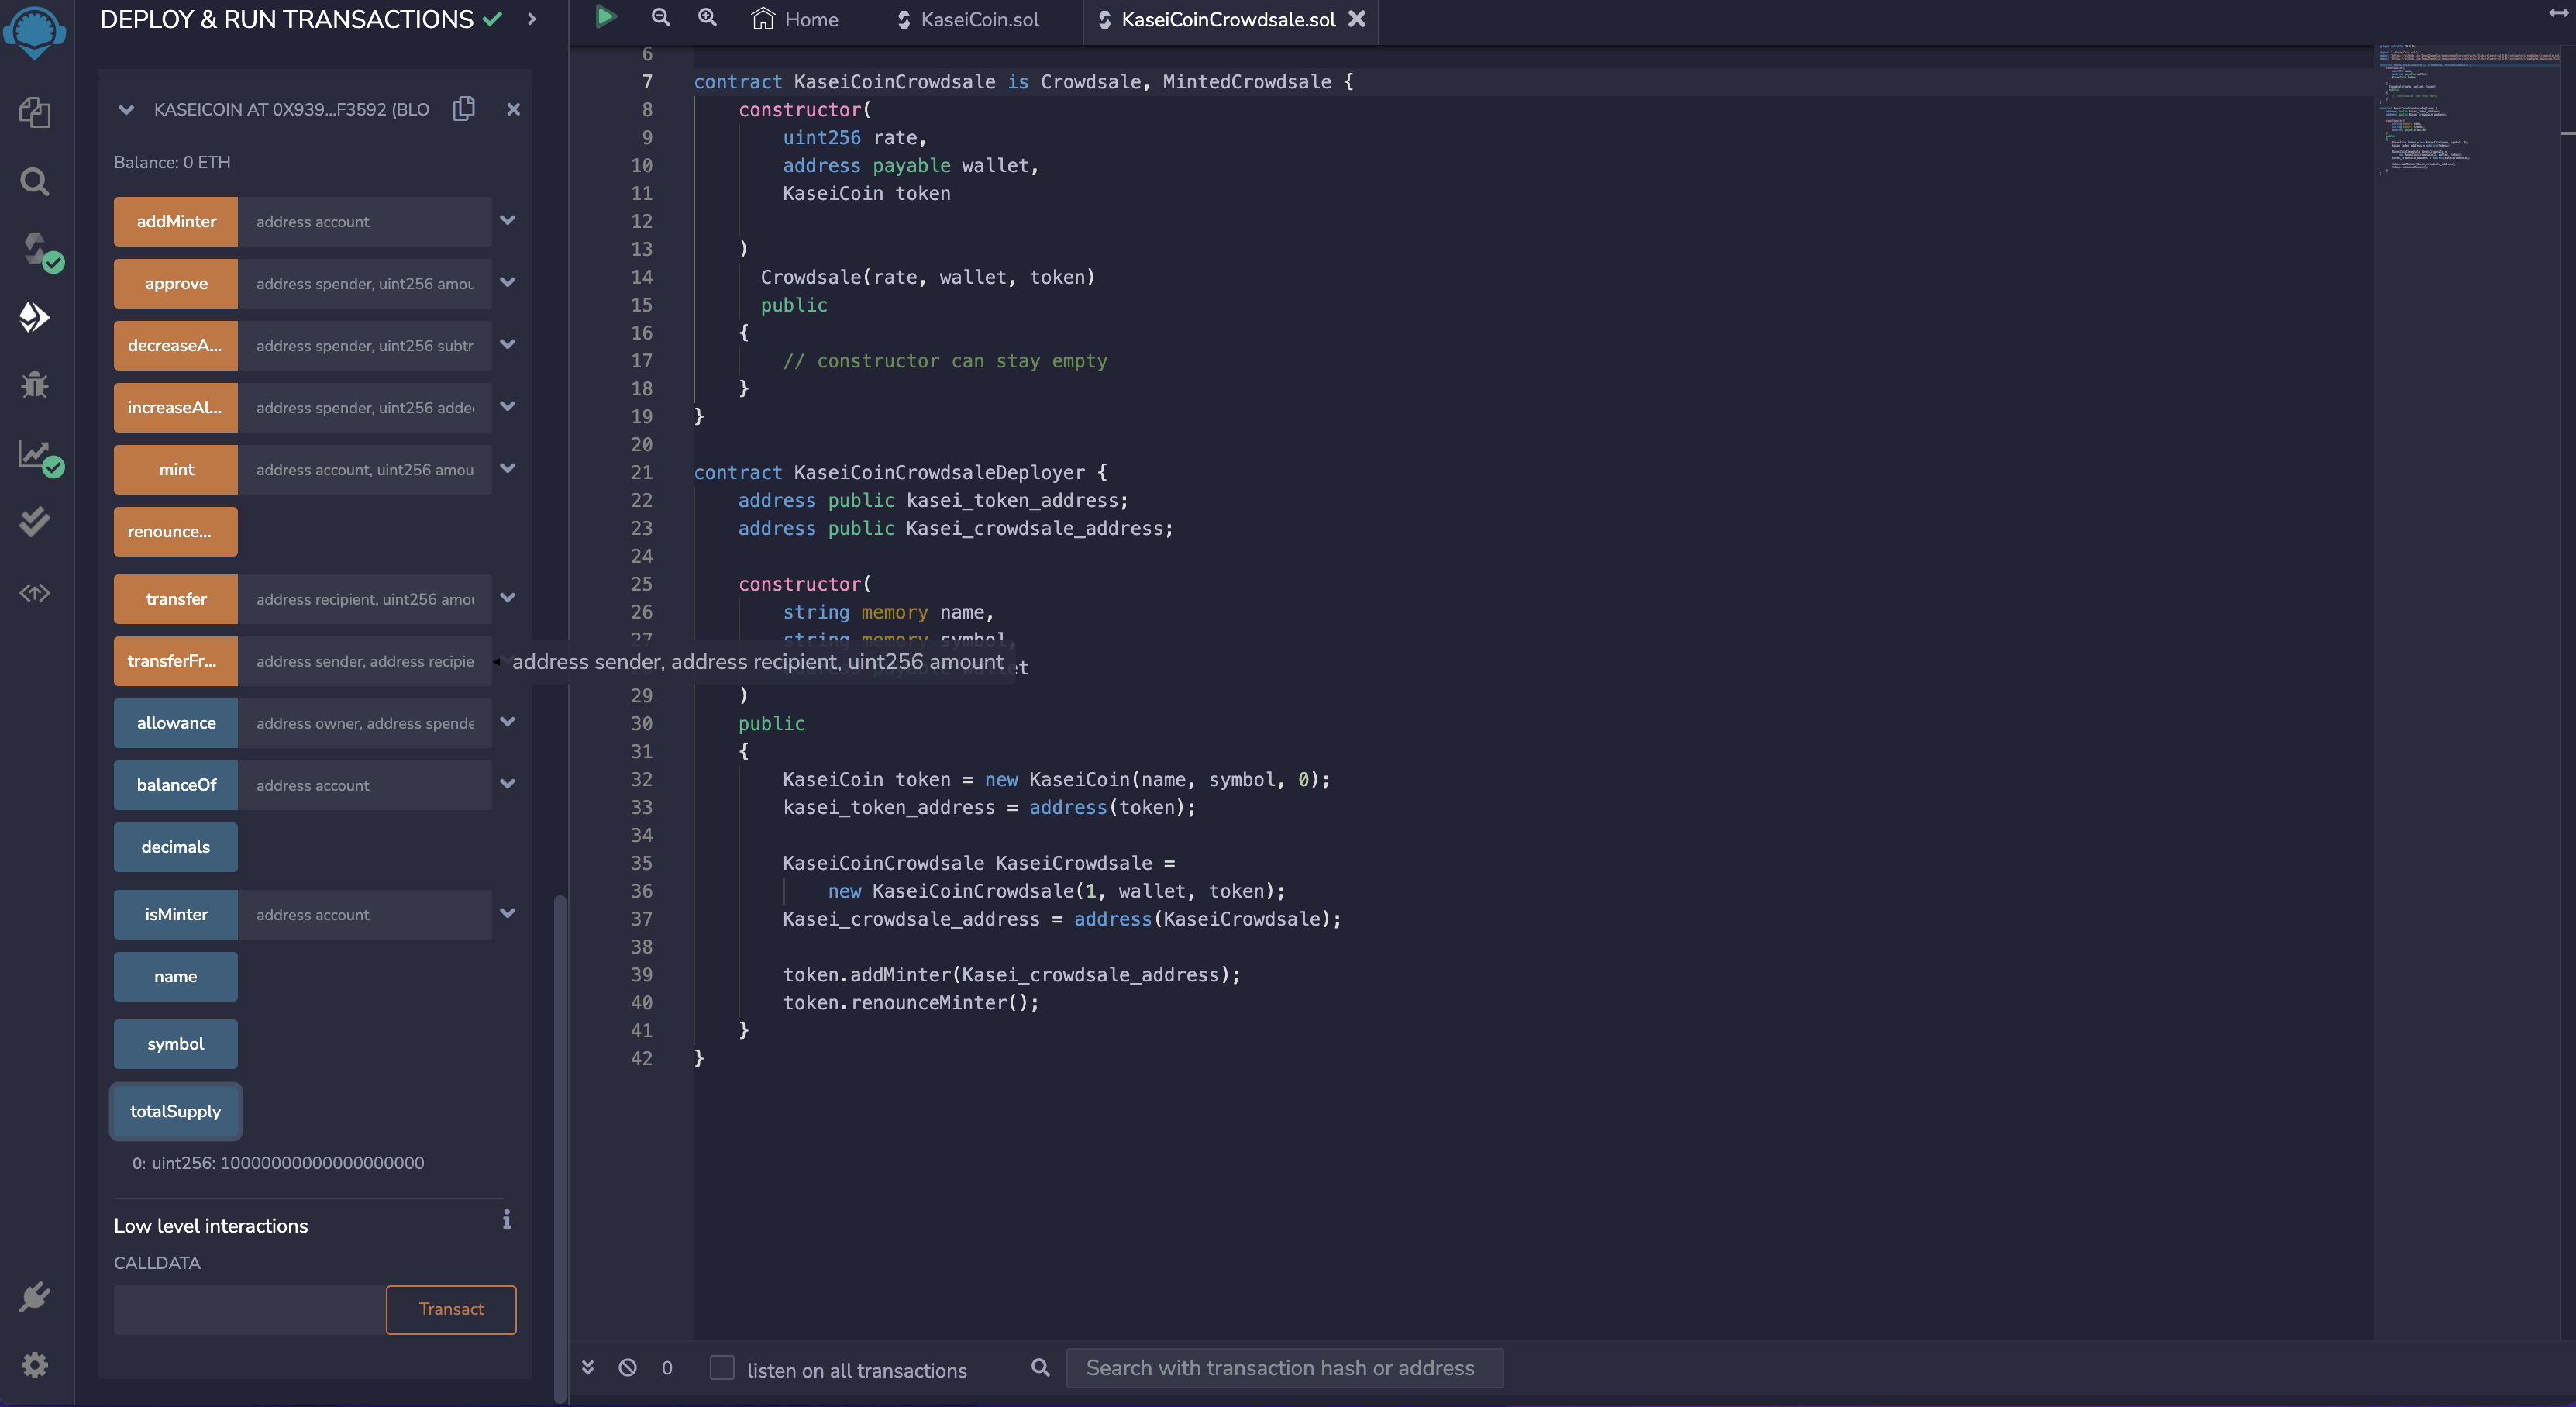 DEPLOY & RUN TRANSACTIONS
KASEICOIN AT 0X939...F3592 (BLO
Balance: 0 ETH
addMinter address account
approve address spender, uint256 amou
decreaseA... address spender, uint256 subtr
increaseAl... address spender, uint256 adde
mint address account, uint256 amou
renounce...
transfer address recipient, uint256 amou
transferFr... address sender, address recipie
address sender, address recipient, uint256 amount
allowance address owner, address spende
balanceOf address account
decimals
isMinter address account
name
symbol
totalSupply
0: uint256: 10000000000000000000
Low level interactions
CALLDATA
Transact
Home KaseiCoin.sol KaseiCoinCrowdsale.sol
6
7 contract KaseiCoinCrowdsale is Crowdsale, MintedCrowdsale {
8 constructor(
9 uint256 rate,
10 address payable wallet,
11 KaseiCoin token
12
13 )
14 Crowdsale(rate, wallet, token)
15 public
16 {
17 // constructor can stay empty
18 }
19 }
20
21 contract KaseiCoinCrowdsaleDeployer {
22 address public kasei_token_address;
23 address public Kasei_crowdsale_address;
24
25 constructor(
26 string memory name,
27 string memory symbol,
address payable wallet
29 )
30 public
31 {
32 KaseiCoin token = new KaseiCoin(name, symbol, 0);
33 kasei_token_address = address(token);
34
35 KaseiCoinCrowdsale KaseiCrowdsale =
36 new KaseiCoinCrowdsale(1, wallet, token);
37 Kasei_crowdsale_address = address(KaseiCrowdsale);
38
39 token.addMinter(Kasei_crowdsale_address);
40 token.renounceMinter();
41 }
42 }
0 listen on all transactions Search with transaction hash or address